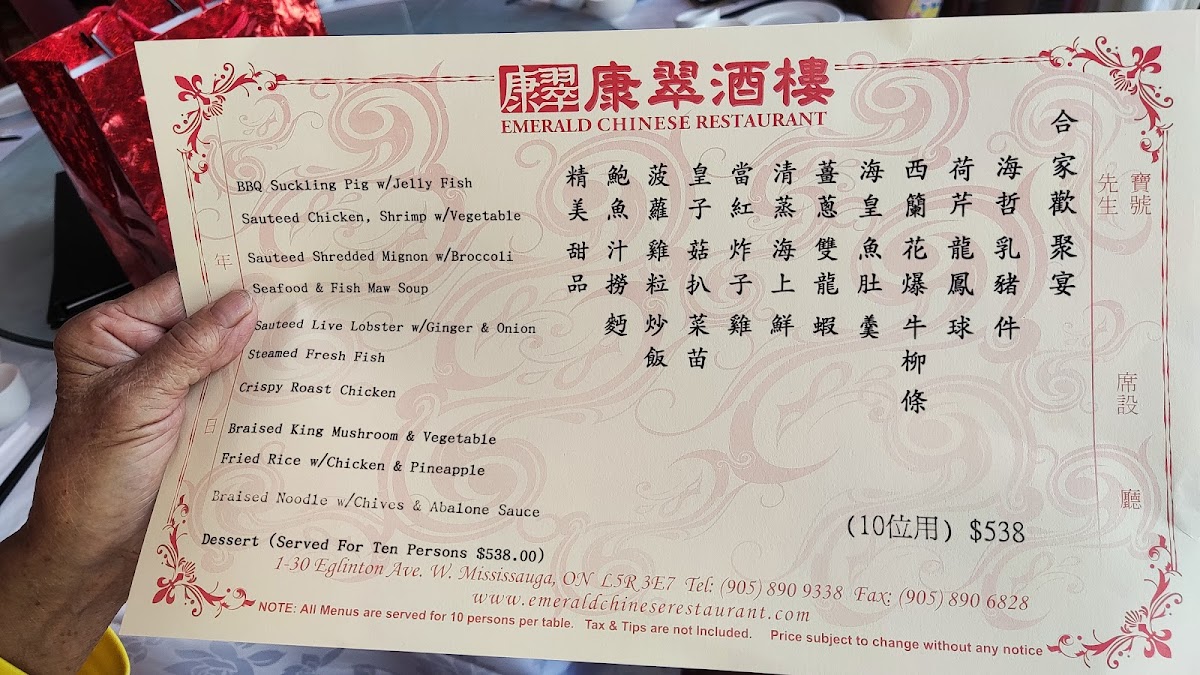 康翠 康翠酒樓
EMERALD CHINESE RESTAURANT
寶號
先生
席設
廳
年
日
合家歡聚宴
海哲乳豬件
荷芹龍鳳球
西蘭花爆牛柳條
海皇魚肚羹
薑蔥雙龍蝦
清蒸海上鮮
當紅炸子雞
皇子菇扒菜苗
菠蘿雞粒炒飯
鮑魚汁撈麪
精美甜品
(10位用) $538
BBQ Suckling Pig w/Jelly Fish
Sauteed Chicken, Shrimp w/Vegetable
Sauteed Shredded Mignon w/Broccoli
Seafood & Fish Maw Soup
Sauteed Live Lobster w/Ginger & Onion
Steamed Fresh Fish
Crispy Roast Chicken
Braised King Mushroom & Vegetable
Fried Rice w/Chicken & Pineapple
Braised Noodle w/Chives & Abalone Sauce
Dessert (Served For Ten Persons $538.00)
1-30 Eglinton Ave. W. Mississauga, ON L5R 3E7 Tel: (905) 890 9338 Fax: (905) 890 6828
www.emeraldchineserestaurant.com
NOTE: All Menus are served for 10 persons per table. Tax & Tips are not Included. Price subject to change without any notice